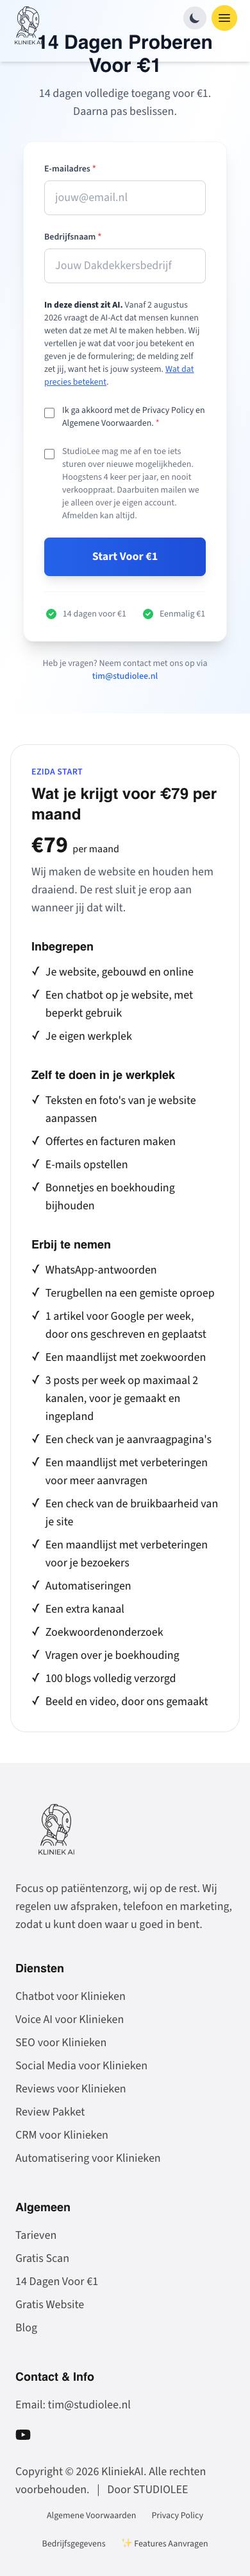 KLINIEK AI
14 Dagen Proberen
Voor €1
14 dagen volledige toegang voor €1.
Daarna pas beslissen.
E-mailadres *
jouw@email.nl
Bedrijfsnaam *
Jouw Dakdekkersbedrijf
In deze dienst zit AI. Vanaf 2 augustus
2026 vraagt de AI-Act dat mensen kunnen
weten dat ze met AI te maken hebben. Wij
vertellen je wat dat voor jou betekent en
geven je de formulering; de melding zelf
zet jij, want het is jouw systeem. Wat dat
precies betekent.
Ik ga akkoord met de Privacy Policy en
Algemene Voorwaarden. *
StudioLee mag me af en toe iets
sturen over nieuwe mogelijkheden.
Hoogstens 4 keer per jaar, en nooit
verkooppraat. Daarbuiten mailen we
je alleen over je eigen account.
Afmelden kan altijd.
Start Voor €1
14 dagen voor €1
Eenmalig €1
Heb je vragen? Neem contact met ons op via
tim@studiolee.nl
EZIDA START
Wat je krijgt voor €79 per
maand
€79 per maand
Wij maken de website en houden hem
draaiend. De rest sluit je erop aan
wanneer jij dat wilt.
Inbegrepen
✓ Je website, gebouwd en online
✓ Een chatbot op je website, met
beperkt gebruik
✓ Je eigen werkplek
Zelf te doen in je werkplek
✓ Teksten en foto's van je website
aanpassen
✓ Offertes en facturen maken
✓ E-mails opstellen
✓ Bonnetjes en boekhouding
bijhouden
Erbij te nemen
✓ WhatsApp-antwoorden
✓ Terugbellen na een gemiste oproep
✓ 1 artikel voor Google per week,
door ons geschreven en geplaatst
✓ Een maandlijst met zoekwoorden
✓ 3 posts per week op maximaal 2
kanalen, voor je gemaakt en
ingepland
✓ Een check van je aanvraagpagina's
✓ Een maandlijst met verbeteringen
voor meer aanvragen
✓ Een check van de bruikbaarheid van
je site
✓ Een maandlijst met verbeteringen
voor je bezoekers
✓ Automatiseringen
✓ Een extra kanaal
✓ Zoekwoordenonderzoek
✓ Vragen over je boekhouding
✓ 100 blogs volledig verzorgd
✓ Beeld en video, door ons gemaakt
KLINIEK AI
Focus op patiëntenzorg, wij op de rest. Wij
regelen uw afspraken, telefoon en marketing,
zodat u kunt doen waar u goed in bent.
Diensten
Chatbot voor Klinieken
Voice AI voor Klinieken
SEO voor Klinieken
Social Media voor Klinieken
Reviews voor Klinieken
Review Pakket
CRM voor Klinieken
Automatisering voor Klinieken
Algemeen
Tarieven
Gratis Scan
14 Dagen Voor €1
Gratis Website
Blog
Contact & Info
Email: tim@studiolee.nl
Copyright © 2026 KliniekAI. Alle rechten
voorbehouden. | Door STUDIOLEE
Algemene Voorwaarden Privacy Policy
Bedrijfsgegevens ✨ Features Aanvragen